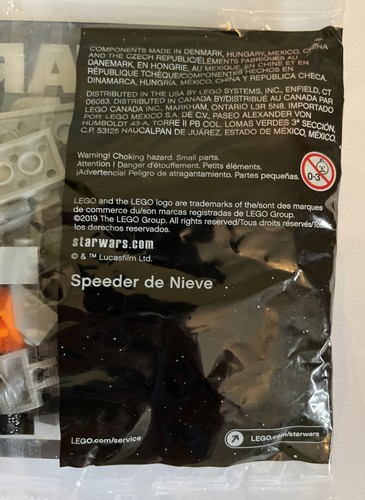 COMPONENTS MADE IN DENMARK, HUNGARY, MEXICO, CHINA
AND THE CZECH REPUBLIC/ÉLÉMENTS FABRIQUÉS AU
DANEMARK, EN HONGRIE, AU MEXIQUE, EN CHINE ET EN
RÉPUBLIQUE TCHÈQUE/COMPONENTES HECHOS EN
DINAMARCA, HUNGRÍA, MÉXICO, CHINA Y REPÚBLICA CHECA.
DISTRIBUTED IN THE USA BY LEGO SYSTEMS, INC., ENFIELD, CT
06083. DISTRIBUTED IN CANADA BY/DISTRIBUÉ AU CANADA PAR
LEGO CANADA INC., MARKHAM, ONTARIO L3R 5N8. IMPORTADO
POR: LEGO MÉXICO S.A. DE C.V., PASEO ALEXANDER VON
HUMBOLDT 43-A, TORRE II PB COL. LOMAS VERDES 3ª SECCIÓN,
C.P. 53125 NAUCALPAN DE JUÁREZ, ESTADO DE MÉXICO, MÉXICO.
Warning! Choking hazard. Small parts.
Attention ! Danger d'étouffement. Petits éléments.
¡Advertencia! Peligro de atragantamiento. Partes pequeñas.
0-3
LEGO and the LEGO logo are trademarks of the/sont des marques
de commerce du/son marcas registradas de LEGO Group.
©2019 The LEGO Group. All rights reserved/Tous droits réservés/Todos
los derechos reservados.
starwars.com
© & ™ Lucasfilm Ltd.
Speeder de Nieve
LEGO.com/service
LEGO.com/starwars